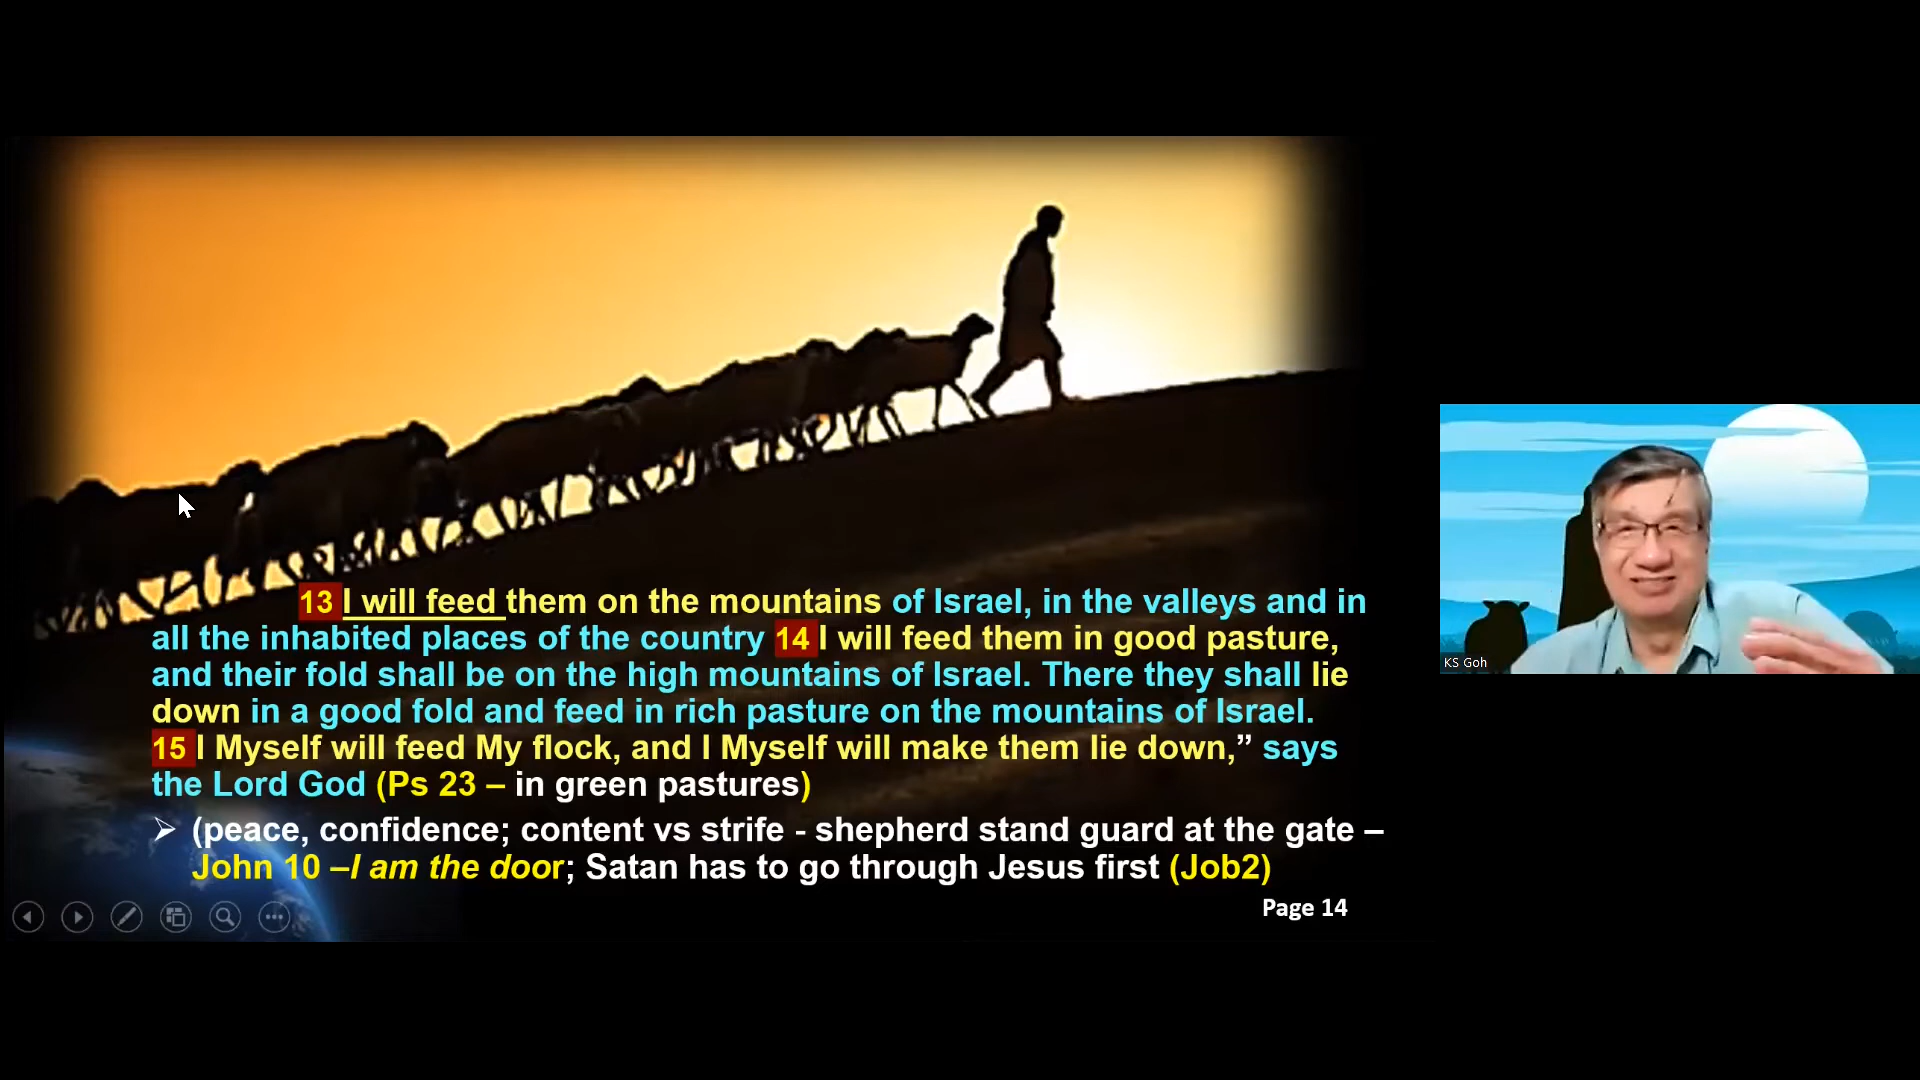 13 I will feed them on the mountains of Israel, in the valleys and in
all the inhabited places of the country 14 I will feed them in good pasture,
and their fold shall be on the high mountains of Israel. There they shall lie
down in a good fold and feed in rich pasture on the mountains of Israel.
15 I Myself will feed My flock, and I Myself will make them lie down,” says
the Lord God (Ps 23 – in green pastures)
➢ (peace, confidence; content vs strife - shepherd stand guard at the gate –
John 10 –I am the door; Satan has to go through Jesus first (Job2)
Page 14
KS Goh